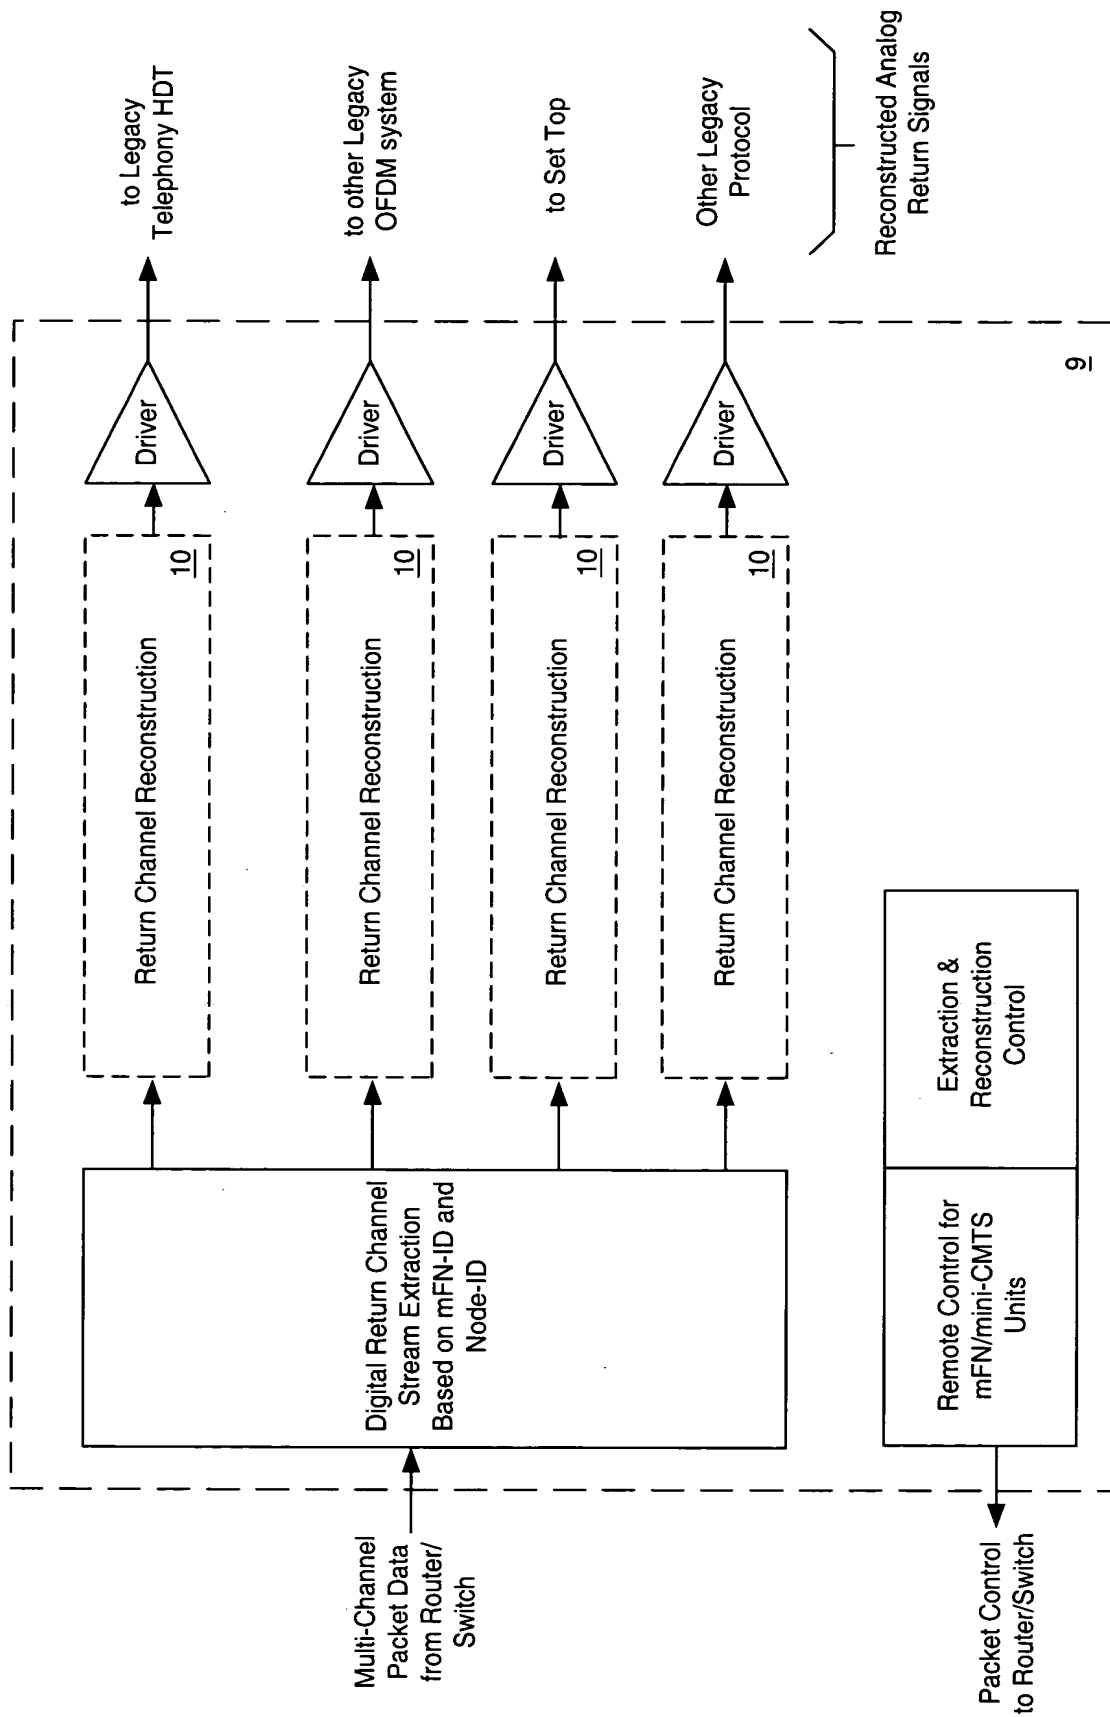 Multi-Channel
Packet Data
from Router/
Switch
Digital Return Channel
Stream Extraction
Based on mFN-ID and
Node-ID
Return Channel Reconstruction
10
Driver
to Legacy
Telephony HDT
Return Channel Reconstruction
10
Driver
to other Legacy
OFDM system
Return Channel Reconstruction
10
Driver
to Set Top
Return Channel Reconstruction
10
Driver
Other Legacy
Protocol
Reconstructed Analog
Return Signals
Packet Control
to Router/Switch
Remote Control for
mFN/mini-CMTS
Units
Extraction &
Reconstruction
Control
9